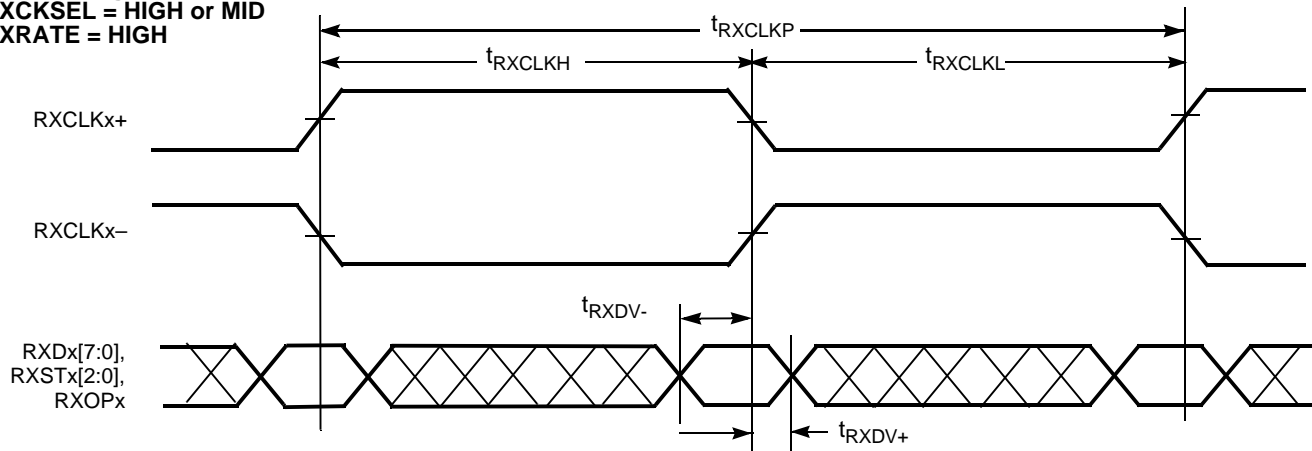 XCKSEL = HIGH or MID
XRATE = HIGH
tRXCLKP
tRXCLKH
tRXCLKL
RXCLKx+
RXCLKx–
tRXDV-
RXDx[7:0],
RXSTx[2:0],
RXOPx
tRXDV+